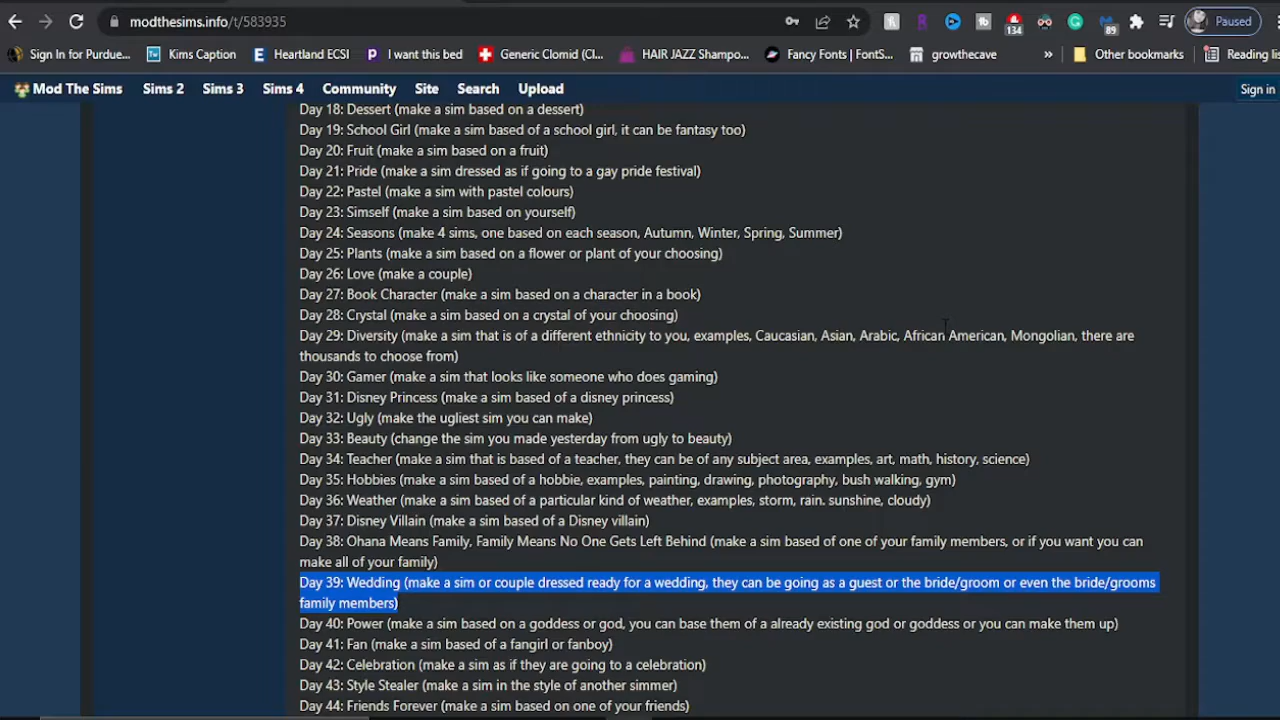 modthesims.info/t/583935
134
89
Paused
Sign In for Purdue...
Kims Caption
Heartland ECSI
I want this bed
Generic Clomid (Cl...
HAIR JAZZ Shampo...
Fancy Fonts | FontS...
growthecave
»
Other bookmarks
Reading lis
Mod The Sims
Sims 2
Sims 3
Sims 4
Community
Site
Search
Upload
Sign in
Day 18: Dessert (make a sim based on a dessert)
Day 19: School Girl (make a sim based of a school girl, it can be fantasy too)
Day 20: Fruit (make a sim based on a fruit)
Day 21: Pride (make a sim dressed as if going to a gay pride festival)
Day 22: Pastel (make a sim with pastel colours)
Day 23: Simself (make a sim based on yourself)
Day 24: Seasons (make 4 sims, one based on each season, Autumn, Winter, Spring, Summer)
Day 25: Plants (make a sim based on a flower or plant of your choosing)
Day 26: Love (make a couple)
Day 27: Book Character (make a sim based on a character in a book)
Day 28: Crystal (make a sim based on a crystal of your choosing)
Day 29: Diversity (make a sim that is of a different ethnicity to you, examples, Caucasian, Asian, Arabic, African American, Mongolian, there are
thousands to choose from)
Day 30: Gamer (make a sim that looks like someone who does gaming)
Day 31: Disney Princess (make a sim based of a disney princess)
Day 32: Ugly (make the ugliest sim you can make)
Day 33: Beauty (change the sim you made yesterday from ugly to beauty)
Day 34: Teacher (make a sim that is based of a teacher, they can be of any subject area, examples, art, math, history, science)
Day 35: Hobbies (make a sim based of a hobbie, examples, painting, drawing, photography, bush walking, gym)
Day 36: Weather (make a sim based of a particular kind of weather, examples, storm, rain. sunshine, cloudy)
Day 37: Disney Villain (make a sim based of a Disney villain)
Day 38: Ohana Means Family, Family Means No One Gets Left Behind (make a sim based of one of your family members, or if you want you can
make all of your family)
Day 39: Wedding (make a sim or couple dressed ready for a wedding, they can be going as a guest or the bride/groom or even the bride/grooms
family members)
Day 40: Power (make a sim based on a goddess or god, you can base them of a already existing god or goddess or you can make them up)
Day 41: Fan (make a sim based of a fangirl or fanboy)
Day 42: Celebration (make a sim as if they are going to a celebration)
Day 43: Style Stealer (make a sim in the style of another simmer)
Day 44: Friends Forever (make a sim based on one of your friends)